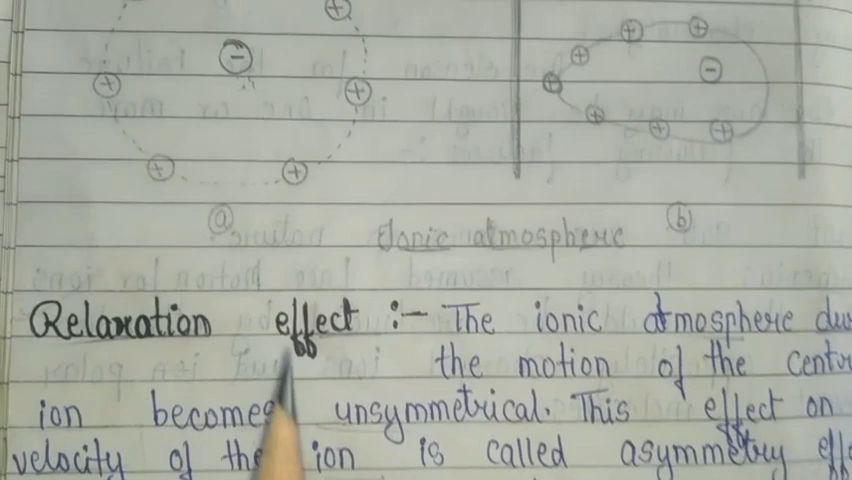 ⓐ Ionic atmosphere ⓑ
Relaxation effect :- The ionic atmosphere
the motion of the
ion becomes unsymmetrical. This effect on
velocity of the ion is called asymmetry